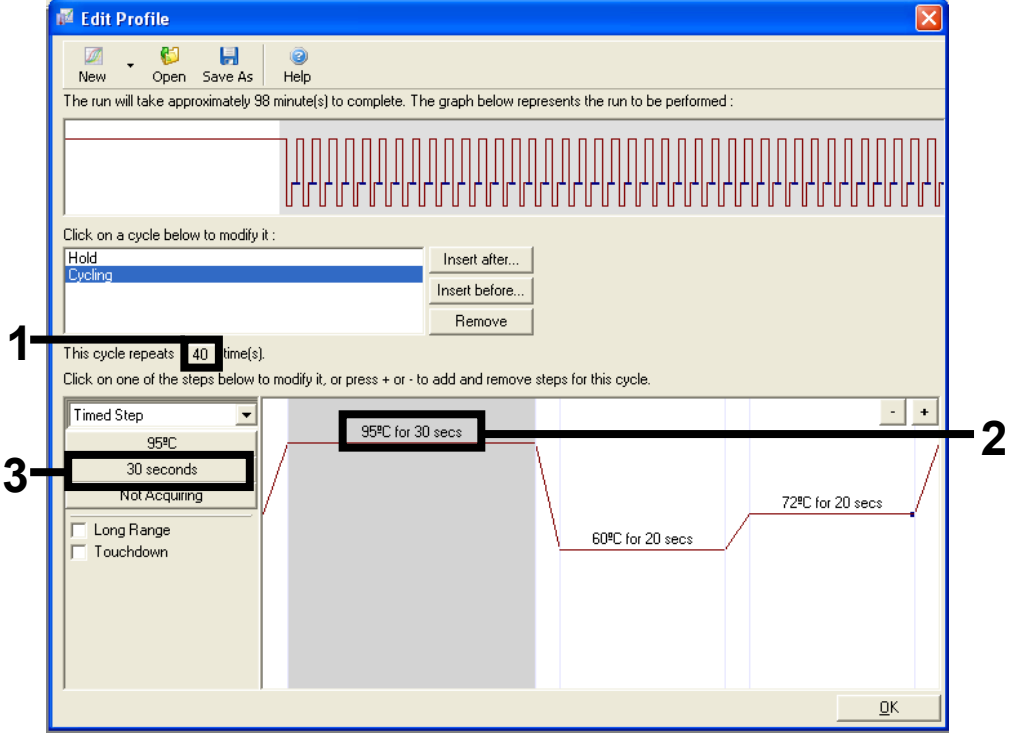 Edit Profile
New Open Save As Help
The run will take approximately 98 minute(s) to complete. The graph below represents the run to be performed :
Click on a cycle below to modify it :
Hold
Cycling
Insert after...
Insert before...
Remove
1
This cycle repeats 40 time(s).
Click on one of the steps below to modify it, or press + or - to add and remove steps for this cycle.
Timed Step
- +
95ºC for 30 secs
2
95ºC
3
30 seconds
Not Acquiring
72ºC for 20 secs
Long Range
60ºC for 20 secs
Touchdown
OK